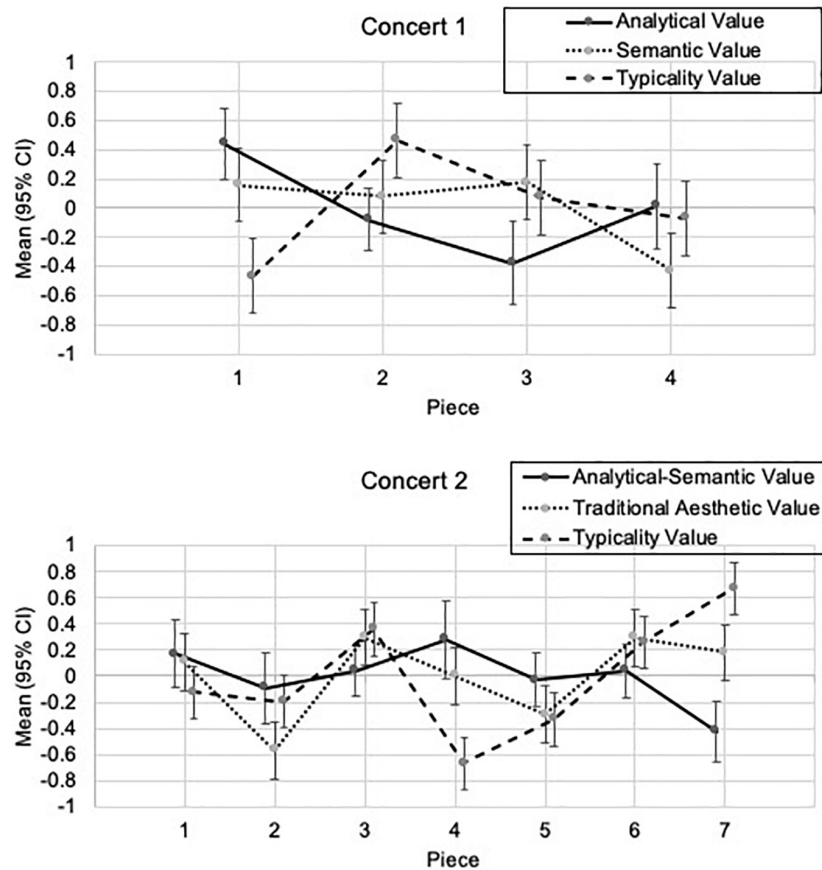 Concert 1
Analytical Value
Semantic Value
Typicality Value
Mean (95% CI)
1
0.8
0.6
0.4
0.2
0
-0.2
-0.4
-0.6
-0.8
-1
1 2 3 4
Piece
Concert 2
Analytical-Semantic Value
Traditional Aesthetic Value
Typicality Value
Mean (95% CI)
1
0.8
0.6
0.4
0.2
0
-0.2
-0.4
-0.6
-0.8
-1
1 2 3 4 5 6 7
Piece